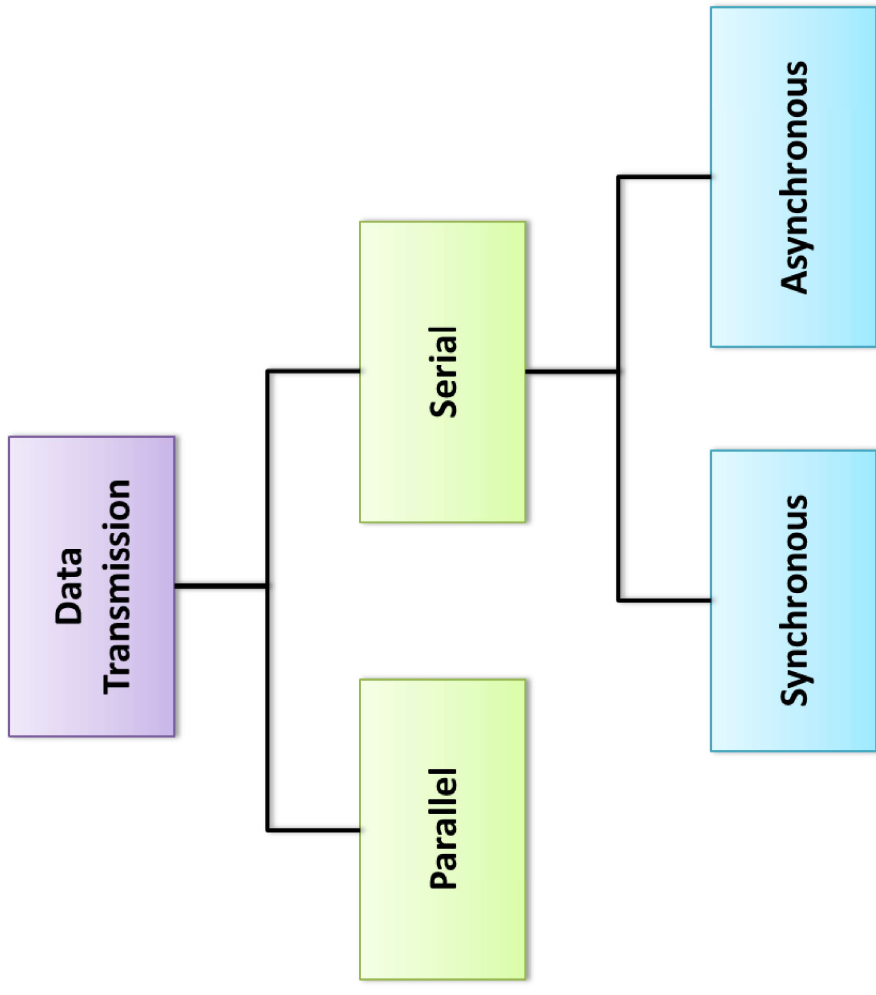 Data
Transmission
Parallel
Serial
Synchronous
Asynchronous